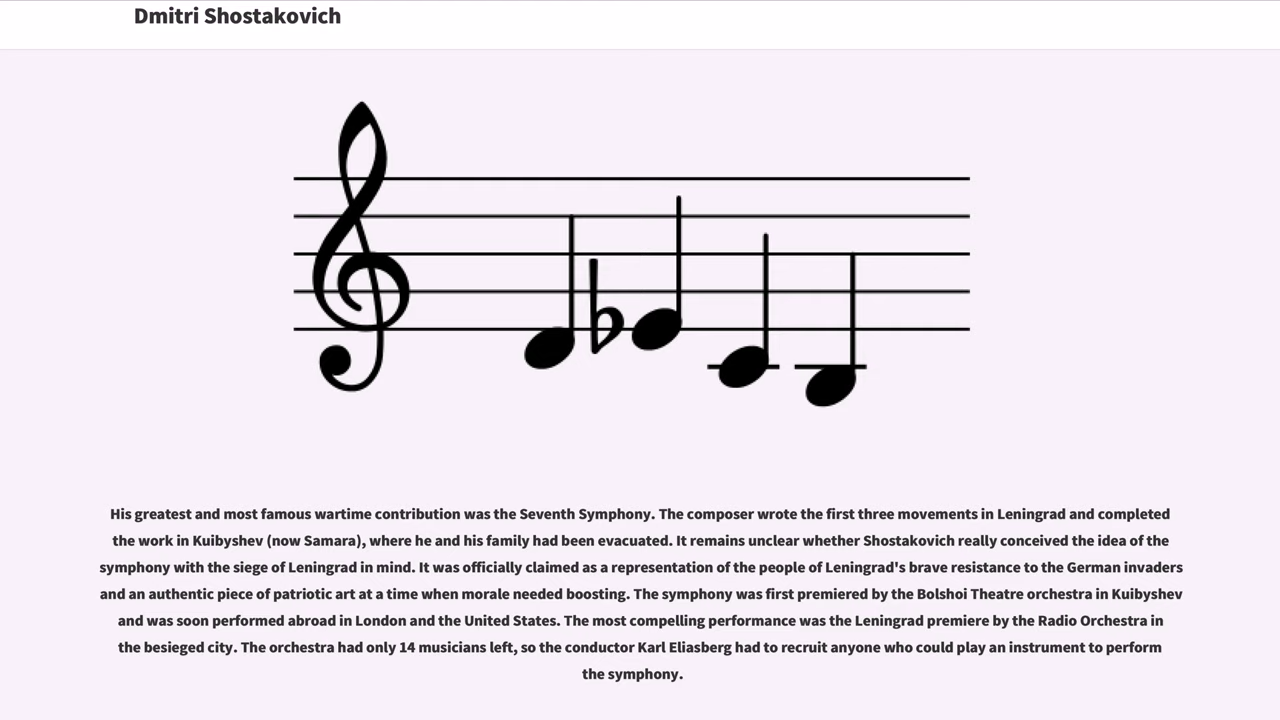 Dmitri Shostakovich
His greatest and most famous wartime contribution was the Seventh Symphony. The composer wrote the first three movements in Leningrad and completed
the work in Kuibyshev (now Samara), where he and his family had been evacuated. It remains unclear whether Shostakovich really conceived the idea of the
symphony with the siege of Leningrad in mind. It was officially claimed as a representation of the people of Leningrad's brave resistance to the German invaders
and an authentic piece of patriotic art at a time when morale needed boosting. The symphony was first premiered by the Bolshoi Theatre orchestra in Kuibyshev
and was soon performed abroad in London and the United States. The most compelling performance was the Leningrad premiere by the Radio Orchestra in
the besieged city. The orchestra had only 14 musicians left, so the conductor Karl Eliasberg had to recruit anyone who could play an instrument to perform
the symphony.